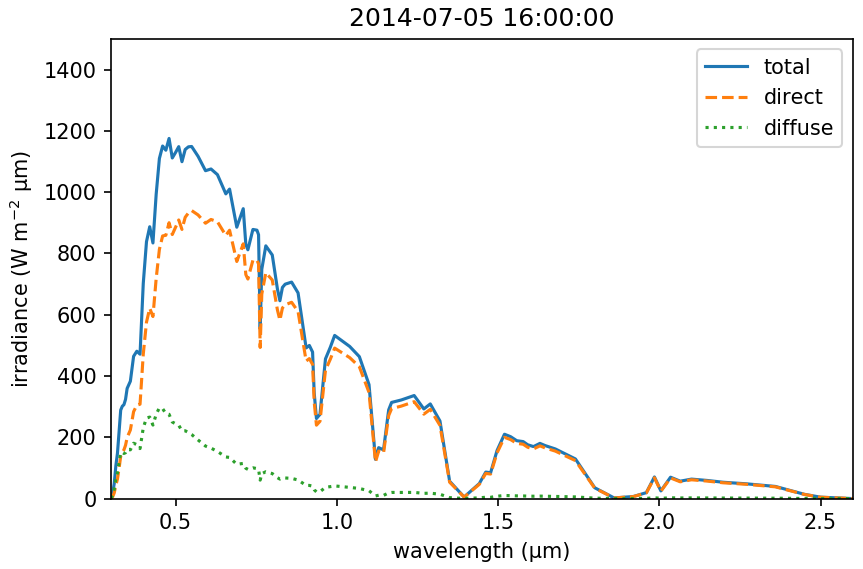 2014-07-05 16:00:00
irradiance (W m⁻² µm)
1400
1200
1000
800
600
400
200
0
total
direct
diffuse
0.5 1.0 1.5 2.0 2.5
wavelength (µm)